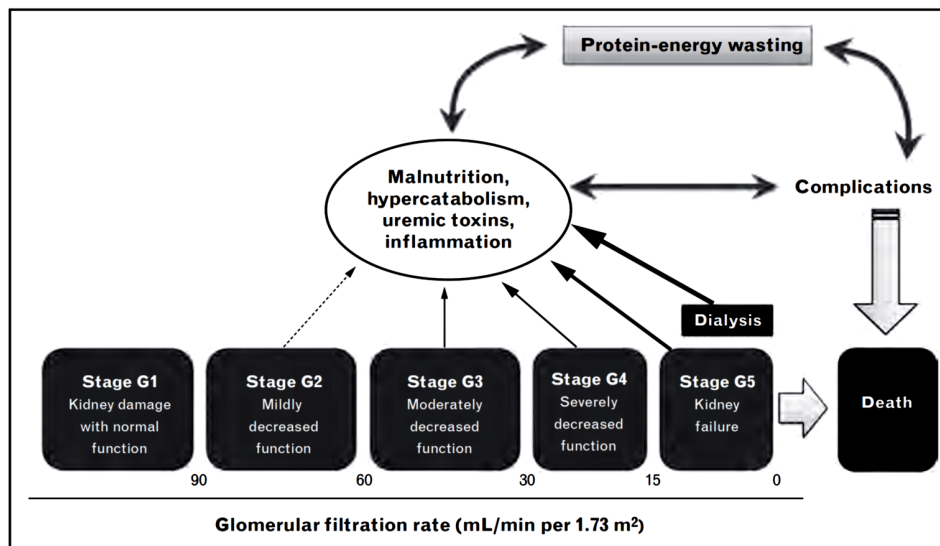 Protein-energy wasting
Malnutrition,
hypercatabolism,
uremic toxins,
inflammation
Complications
Dialysis
Stage G1
Kidney damage
with normal
function
Stage G2
Mildly
decreased
function
Stage G3
Moderately
decreased
function
Stage G4
Severely
decreased
function
Stage G5
Kidney
failure
Death
90
60
30
15
0
Glomerular filtration rate (mL/min per 1.73 m²)